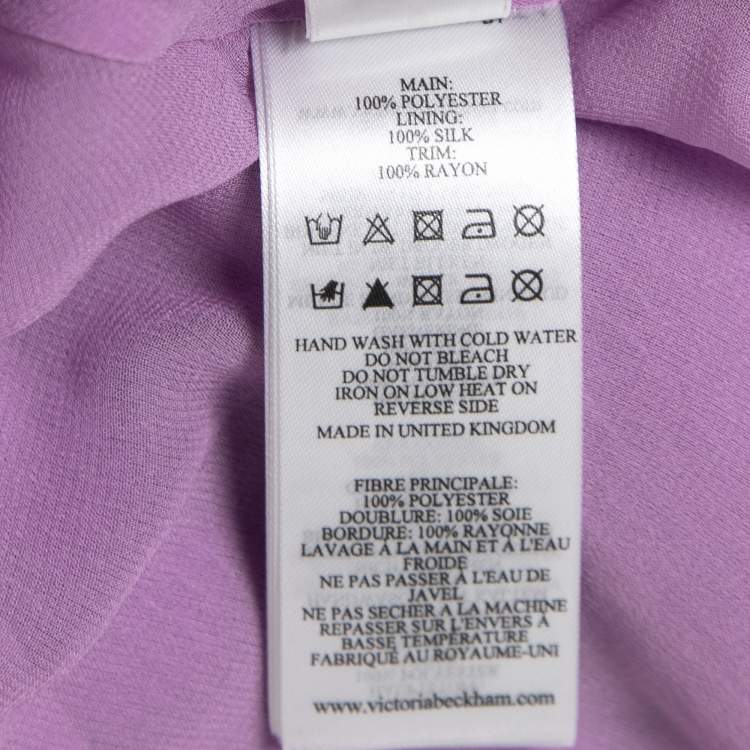 MAIN:
100% POLYESTER
LINING:
100% SILK
TRIM:
100% RAYON
HAND WASH WITH COLD WATER
DO NOT BLEACH
DO NOT TUMBLE DRY
IRON ON LOW HEAT ON
REVERSE SIDE
MADE IN UNITED KINGDOM
FIBRE PRINCIPALE:
100% POLYESTER
DOUBLURE: 100% SOIE
BORDURE: 100% RAYONNE
LAVAGE À LA MAIN ET À L'EAU
FROIDE
NE PAS PASSER À L'EAU DE
JAVEL
NE PAS SECHER A LA MACHINE
REPASSER SUR L'ENVERS À
BASSE TEMPÉRATURE
FABRIQUÉ AU ROYAUME-UNI
www.victoriabeckham.com